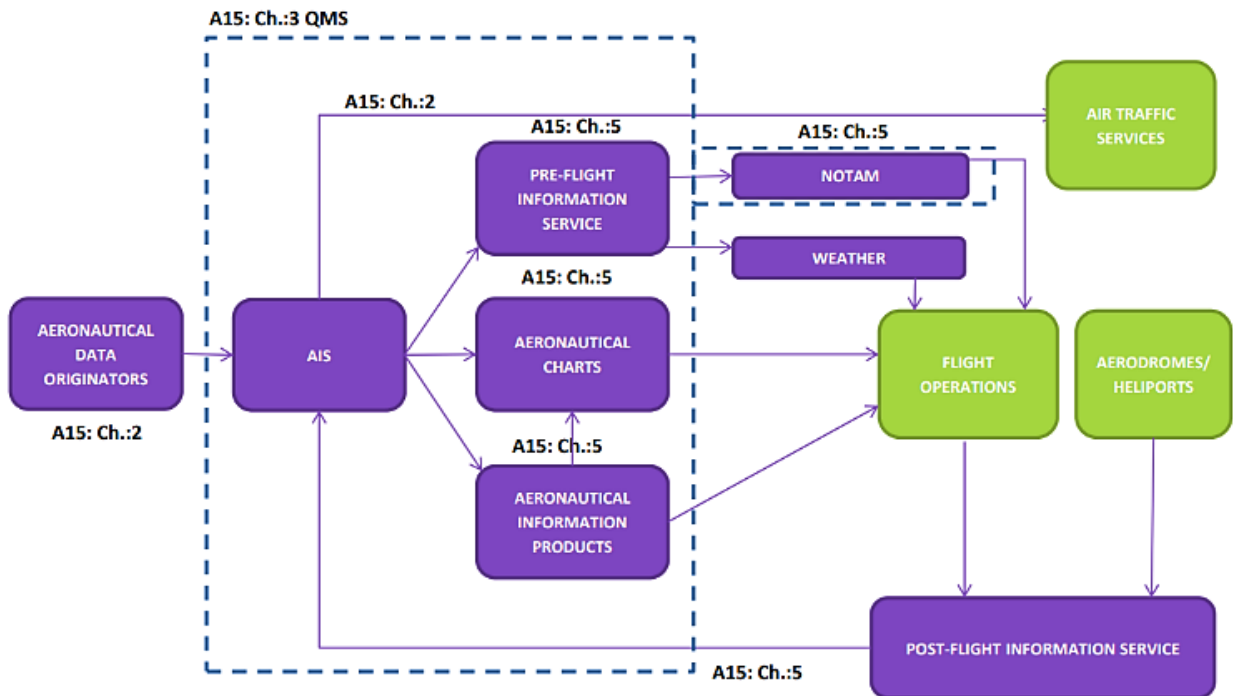 A15: Ch.:3 QMS
A15: Ch.:2
AIR TRAFFIC
SERVICES
A15: Ch.:5
A15: Ch.:5
PRE-FLIGHT
INFORMATION
SERVICE
NOTAM
WEATHER
A15: Ch.:5
AERONAUTICAL
DATA
ORIGINATORS
A15: Ch.:2
AIS
AERONAUTICAL
CHARTS
FLIGHT
OPERATIONS
AERODROMES/
HELIPORTS
A15: Ch.:5
AERONAUTICAL
INFORMATION
PRODUCTS
POST-FLIGHT INFORMATION SERVICE
A15: Ch.:5